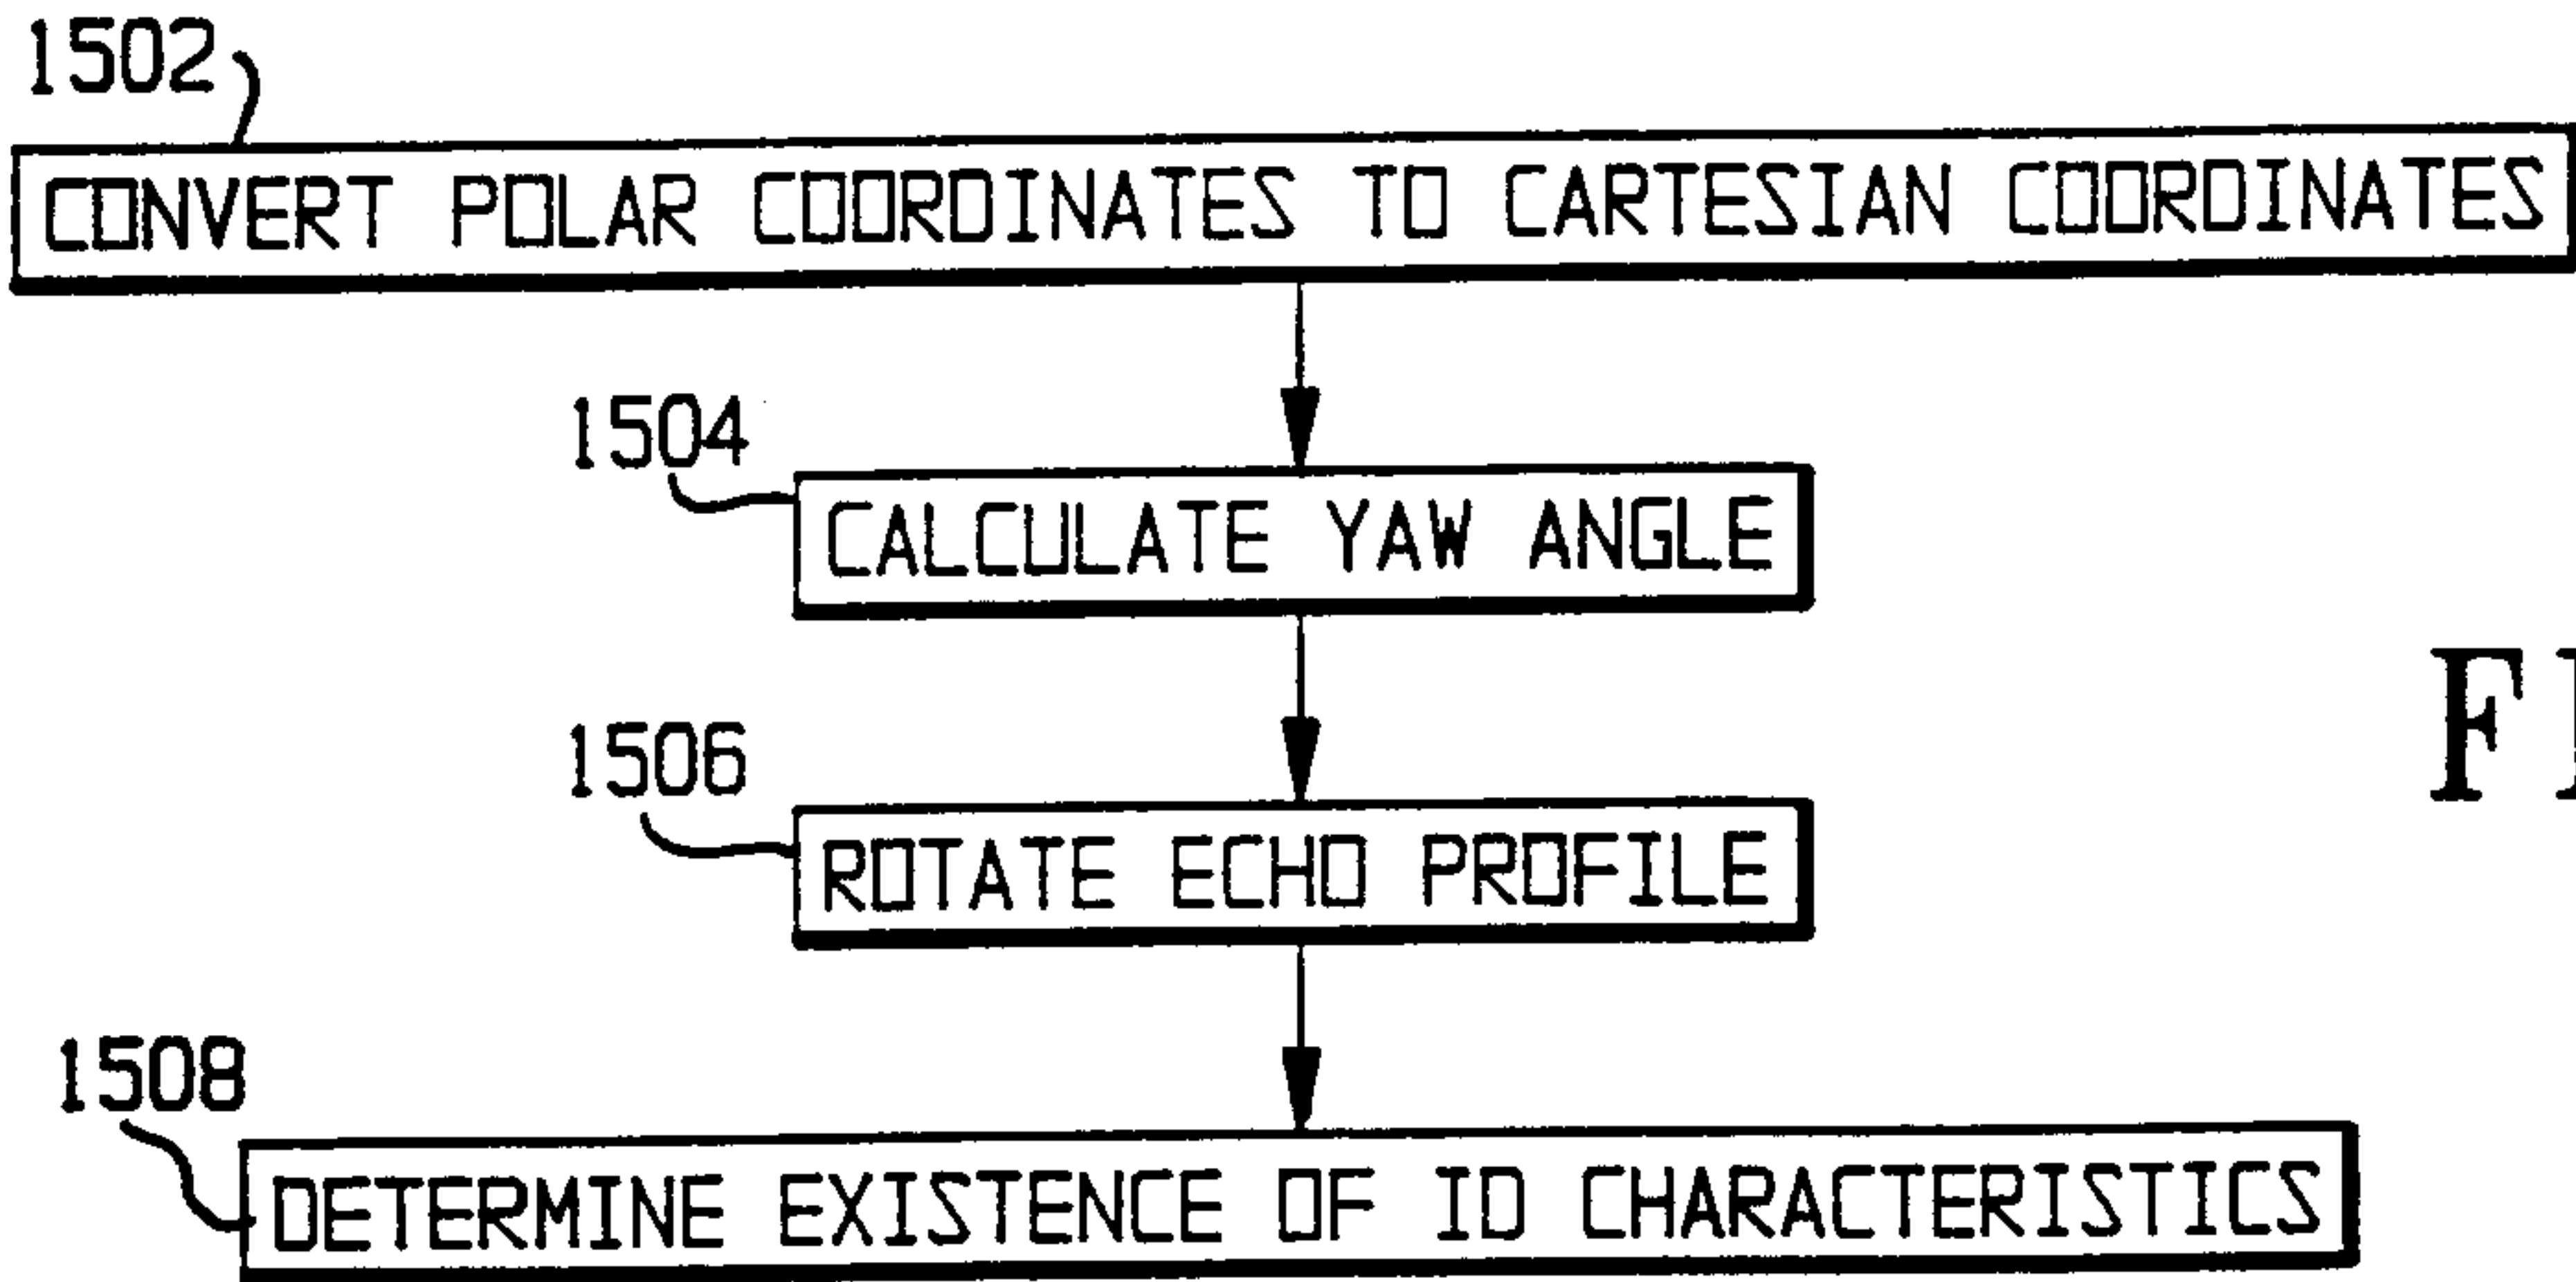 1502
CONVERT POLAR COORDINATES TO CARTESIAN COORDINATES
1504
CALCULATE YAW ANGLE
1506
ROTATE ECHO PROFILE
1508
DETERMINE EXISTENCE OF ID CHARACTERISTICS